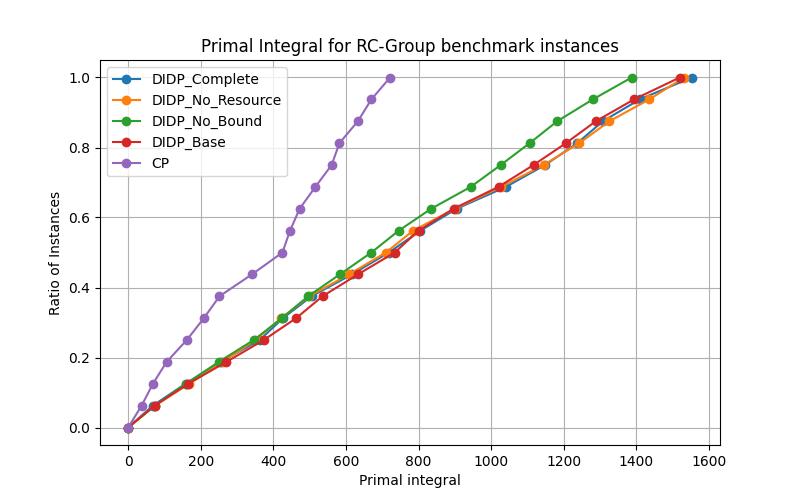 Primal Integral for RC-Group benchmark instances
DIDP_Complete
DIDP_No_Resource
DIDP_No_Bound
DIDP_Base
CP
Ratio of Instances
1.0
0.8
0.6
0.4
0.2
0.0
0 200 400 600 800 1000 1200 1400 1600
Primal integral